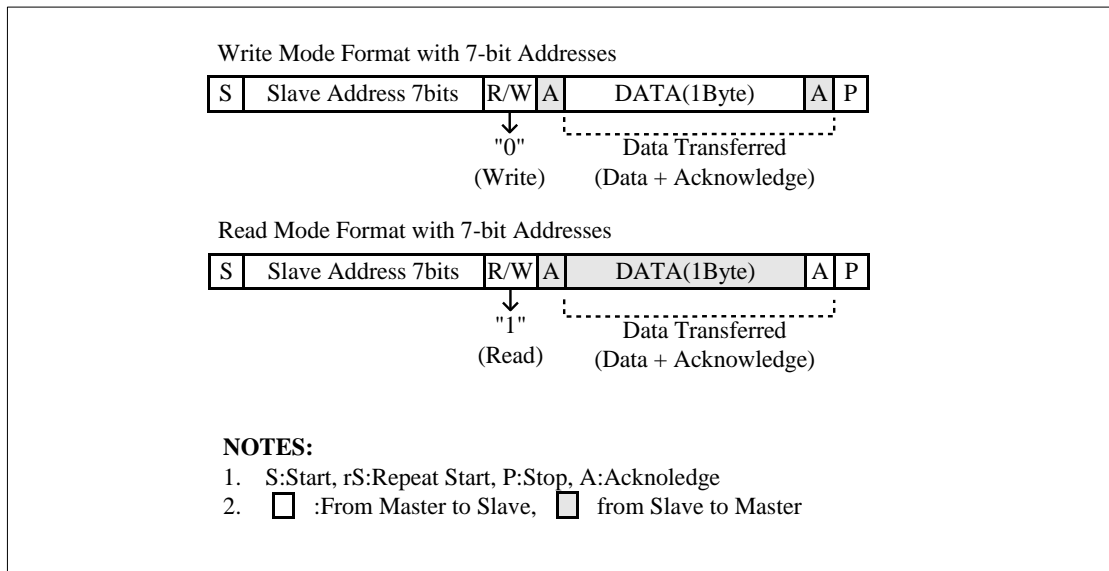 Write Mode Format with 7-bit Addresses
S Slave Address 7bits R/W A DATA(1Byte) A P
"0" Data Transferred
(Write) (Data + Acknowledge)
Read Mode Format with 7-bit Addresses
S Slave Address 7bits R/W A DATA(1Byte) A P
"1" Data Transferred
(Read) (Data + Acknowledge)
NOTES:
1. S:Start, rS:Repeat Start, P:Stop, A:Acknoledge
2. :From Master to Slave, from Slave to Master